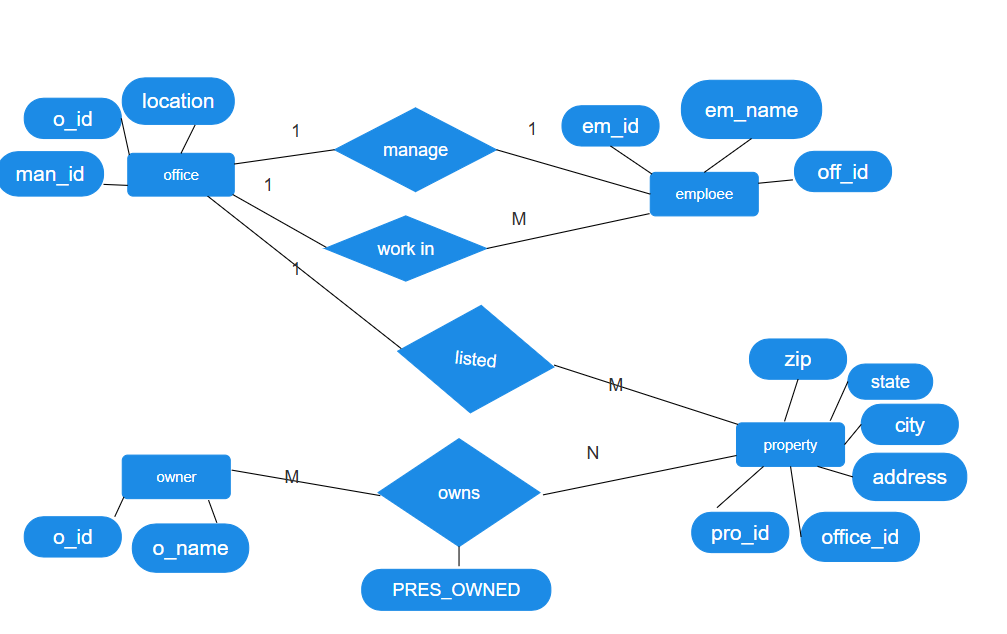 location
o_id
em_name
em_id
1
1
manage
man_id
office
off_id
emploee
1
M
work in
1
listed
zip
M
state
city
property
N
owner
M
owns
address
o_id
o_name
pro_id
office_id
PRES_OWNED